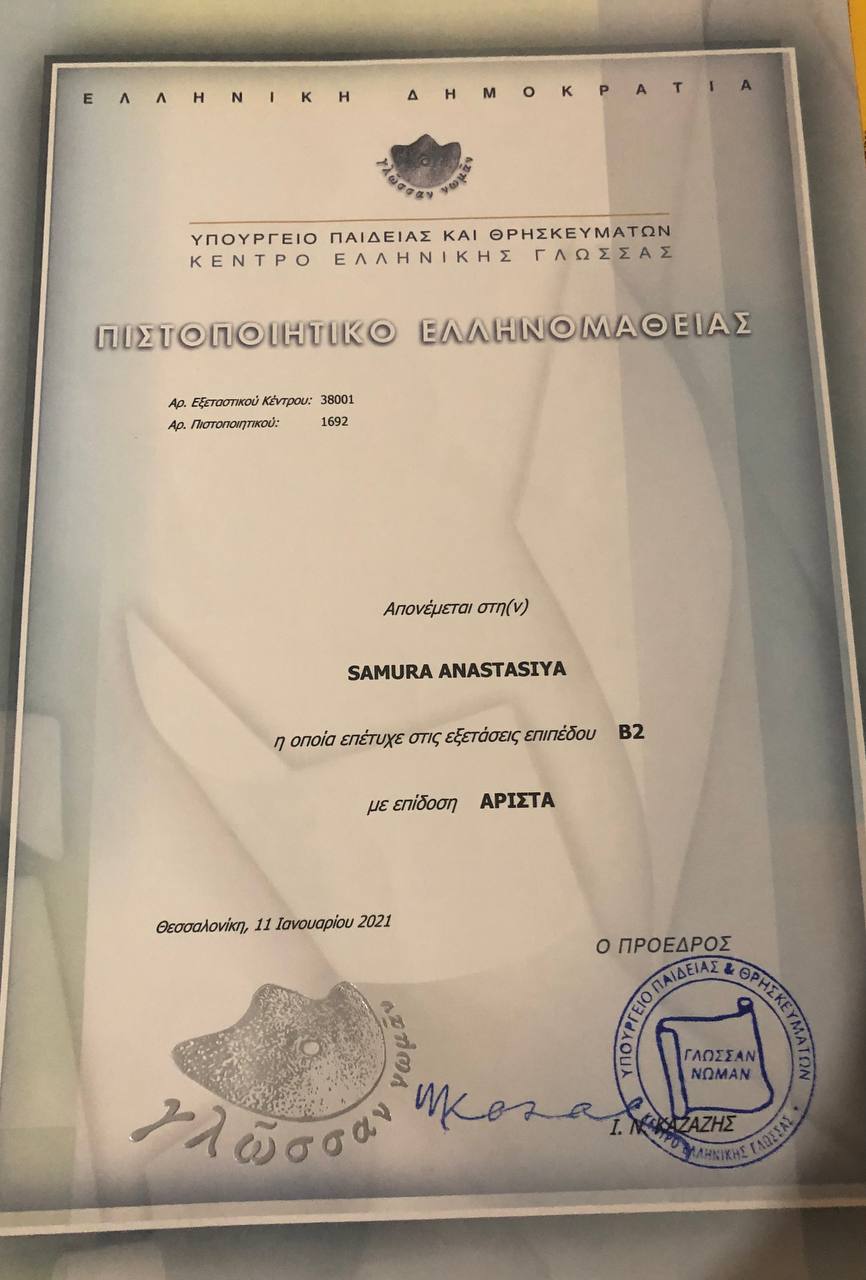 ΕΛΛΗΝΙΚΗ ΔΗΜΟΚΡΑΤΙΑ
γλῶσσαν νωμᾶν
ΥΠΟΥΡΓΕΙΟ ΠΑΙΔΕΙΑΣ ΚΑΙ ΘΡΗΣΚΕΥΜΑΤΩΝ
ΚΕΝΤΡΟ ΕΛΛΗΝΙΚΗΣ ΓΛΩΣΣΑΣ
ΠΙΣΤΟΠΟΙΗΤΙΚΟ ΕΛΛΗΝΟΜΑΘΕΙΑΣ
Αρ. Εξεταστικού Κέντρου: 38001
Αρ. Πιστοποιητικού: 1692
Απονέμεται στη(ν)
SAMURA ANASTASIYA
η οποία επέτυχε στις εξετάσεις επιπέδου B2
με επίδοση ΑΡΙΣΤΑ
Θεσσαλονίκη, 11 Ιανουαρίου 2021
Ο ΠΡΟΕΔΡΟΣ
ΥΠΟΥΡΓΕΙΟ ΠΑΙΔΕΙΑΣ & ΘΡΗΣΚΕΥΜΑΤΩΝ
ΓΛΩΣΣΑΝ
ΝΩΜΑΝ
ΚΕΝΤΡΟ ΕΛΛΗΝΙΚΗΣ ΓΛΩΣΣΑΣ
Ι. Ν. ΚΑΖΑΖΗΣ
γλῶσσαν νωμᾶν